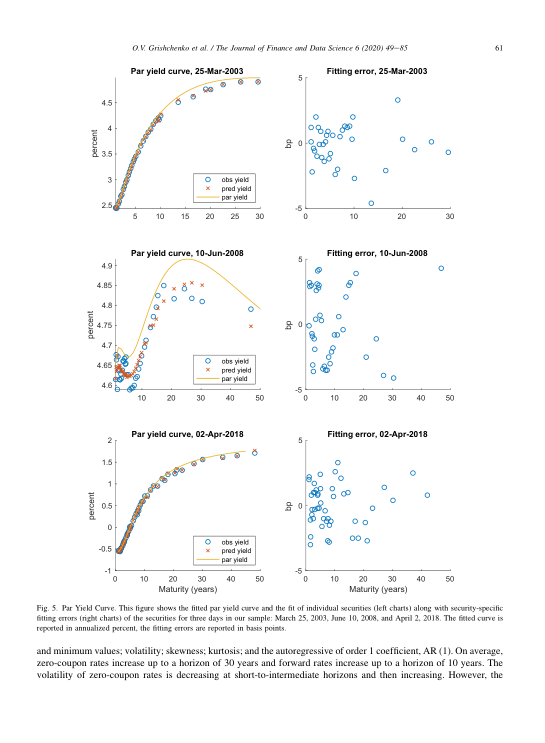 O.V. Grishchenko et al. / The Journal of Finance and Data Science 6 (2020) 49–85
61
Par yield curve, 25-Mar-2003
percent
4.5
4
3.5
3
2.5
5 10 15 20 25 30
obs yield
pred yield
par yield
Fitting error, 25-Mar-2003
bp
5
0
-5
0 10 20 30
Par yield curve, 10-Jun-2008
percent
4.9
4.85
4.8
4.75
4.7
4.65
4.6
10 20 30 40 50
obs yield
pred yield
par yield
Fitting error, 10-Jun-2008
bp
5
0
-5
0 10 20 30 40 50
Par yield curve, 02-Apr-2018
percent
2
1.5
1
0.5
0
-0.5
-1
0 10 20 30 40 50
Maturity (years)
obs yield
pred yield
par yield
Fitting error, 02-Apr-2018
bp
5
0
-5
0 10 20 30 40 50
Maturity (years)
Fig. 5. Par Yield Curve. This figure shows the fitted par yield curve and the fit of individual securities (left charts) along with security-specific
fitting errors (right charts) of the securities for three days in our sample: March 25, 2003, June 10, 2008, and April 2, 2018. The fitted curve is
reported in annualized percent, the fitting errors are reported in basis points.
and minimum values; volatility; skewness; kurtosis; and the autoregressive of order 1 coefficient, AR (1). On average,
zero-coupon rates increase up to a horizon of 30 years and forward rates increase up to a horizon of 10 years. The
volatility of zero-coupon rates is decreasing at short-to-intermediate horizons and then increasing. However, the